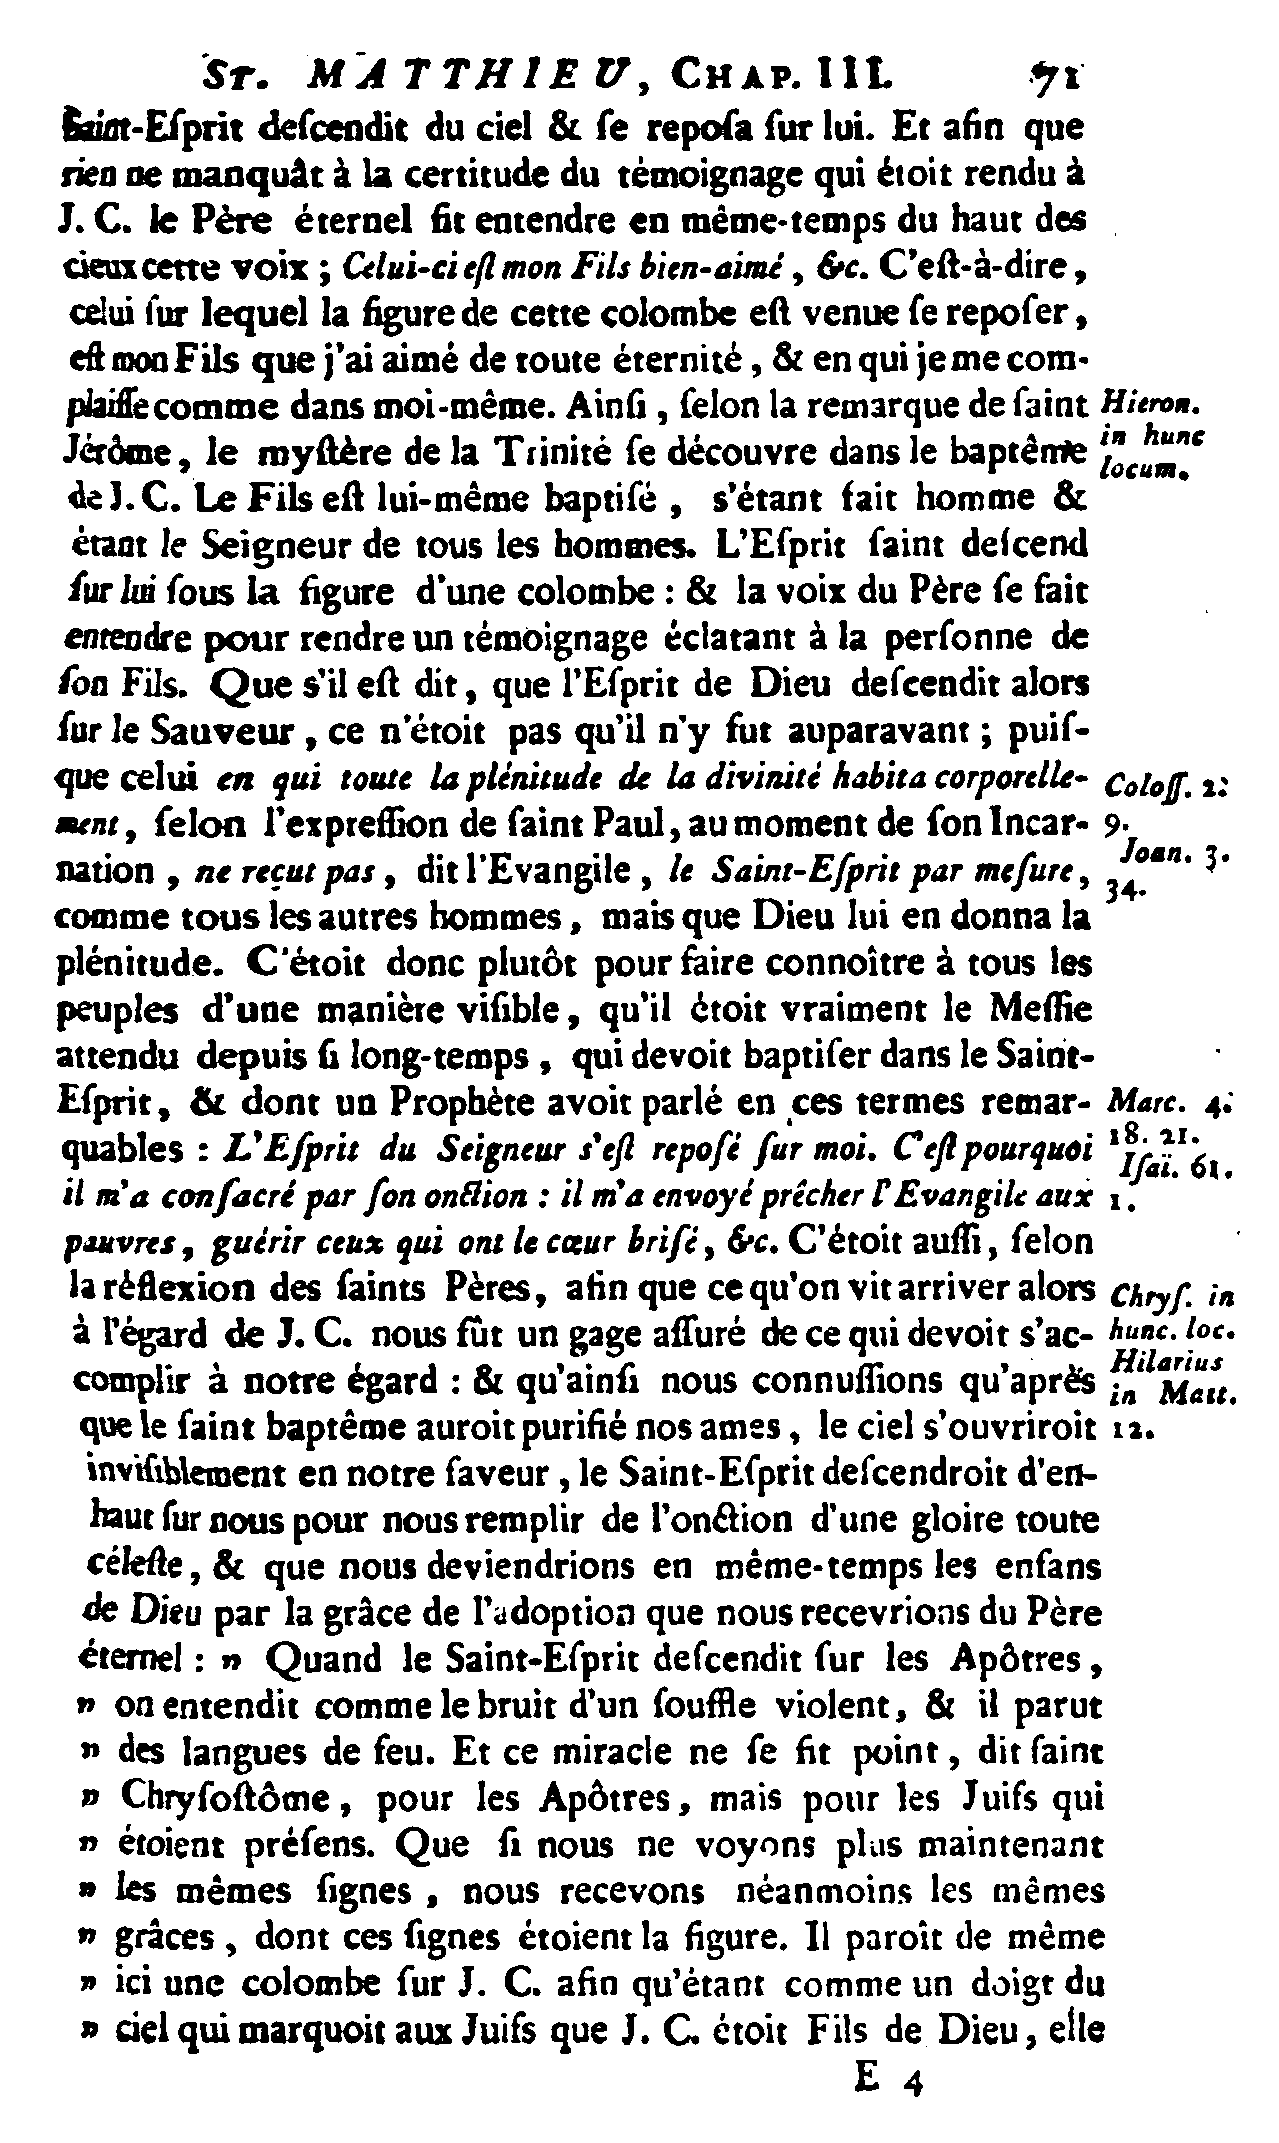 ST. MATTHIEU, CHAP. III. 71
Saint-Eſprit deſcendit du ciel & ſe repoſa ſur lui. Et afin que
rien ne manquât à la certitude du témoignage qui étoit rendu à
J. C. le Père éternel fit entendre en même-temps du haut des
cieux cette voix ; Celui-ci eſt mon Fils bien-aimé, &c. C'eſt-à-dire,
celui ſur lequel la figure de cette colombe eſt venue ſe repoſer,
eſt mon Fils que j'ai aimé de toute éternité, & en qui je me com-
plaiſſe comme dans moi-même. Ainſi, ſelon la remarque de ſaint
Jérôme, le myſtère de la Trinité ſe découvre dans le baptême
de J. C. Le Fils eſt lui-même baptiſé, s'étant fait homme &
étant le Seigneur de tous les hommes. L'Eſprit ſaint deſcend
ſur lui ſous la figure d'une colombe : & la voix du Père ſe fait
entendre pour rendre un témoignage éclatant à la perſonne de
ſon Fils. Que s'il eſt dit, que l'Eſprit de Dieu deſcendit alors
ſur le Sauveur, ce n'étoit pas qu'il n'y fut auparavant ; puiſ-
que celui en qui toute la plénitude de la divinité habita corporelle-
ment, ſelon l'expreſſion de ſaint Paul, au moment de ſon Incar-
nation, ne reçut pas, dit l'Evangile, le Saint-Eſprit par meſure,
comme tous les autres hommes, mais que Dieu lui en donna la
plénitude. C'étoit donc plutôt pour faire connoître à tous les
peuples d'une manière viſible, qu'il étoit vraiment le Meſſie
attendu depuis ſi long-temps, qui devoit baptiſer dans le Saint-
Eſprit, & dont un Prophète avoit parlé en ces termes remar-
quables : L'Eſprit du Seigneur s'eſt repoſé ſur moi. C'eſt pourquoi
il m'a conſacré par ſon onction : il m'a envoyé prêcher l'Evangile aux
pauvres, guérir ceux qui ont le cœur briſé, &c. C'étoit auſſi, ſelon
la réflexion des ſaints Pères, afin que ce qu'on vit arriver alors
à l'égard de J. C. nous fût un gage aſſuré de ce qui devoit s'ac-
complir à notre égard : & qu'ainſi nous connuſſions qu'après
que le ſaint baptême auroit purifié nos ames, le ciel s'ouvriroit
inviſiblement en notre faveur, le Saint-Eſprit deſcendroit d'en-
haut ſur nous pour nous remplir de l'onction d'une gloire toute
céleſte, & que nous deviendrions en même-temps les enfans
de Dieu par la grâce de l'adoption que nous recevrions du Père
éternel : " Quand le Saint-Eſprit deſcendit ſur les Apôtres,
" on entendit comme le bruit d'un ſouffle violent, & il parut
" des langues de feu. Et ce miracle ne ſe fit point, dit ſaint
" Chryſoſtôme, pour les Apôtres, mais pour les Juifs qui
" étoient préſens. Que ſi nous ne voyons plus maintenant
" les mêmes ſignes, nous recevons néanmoins les mêmes
" grâces, dont ces ſignes étoient la figure. Il paroît de même
" ici une colombe ſur J. C. afin qu'étant comme un doigt du
" ciel qui marquoit aux Juifs que J. C. étoit Fils de Dieu, elle
E 4
Hieron.
in hunc
locum.
Coloſſ. 2.
9.
Joan. 3.
34.
Marc. 4.
18. 21.
Iſaï. 61.
1.
Chryſ. in
hunc. loc.
Hilarius
in Matt.
12.